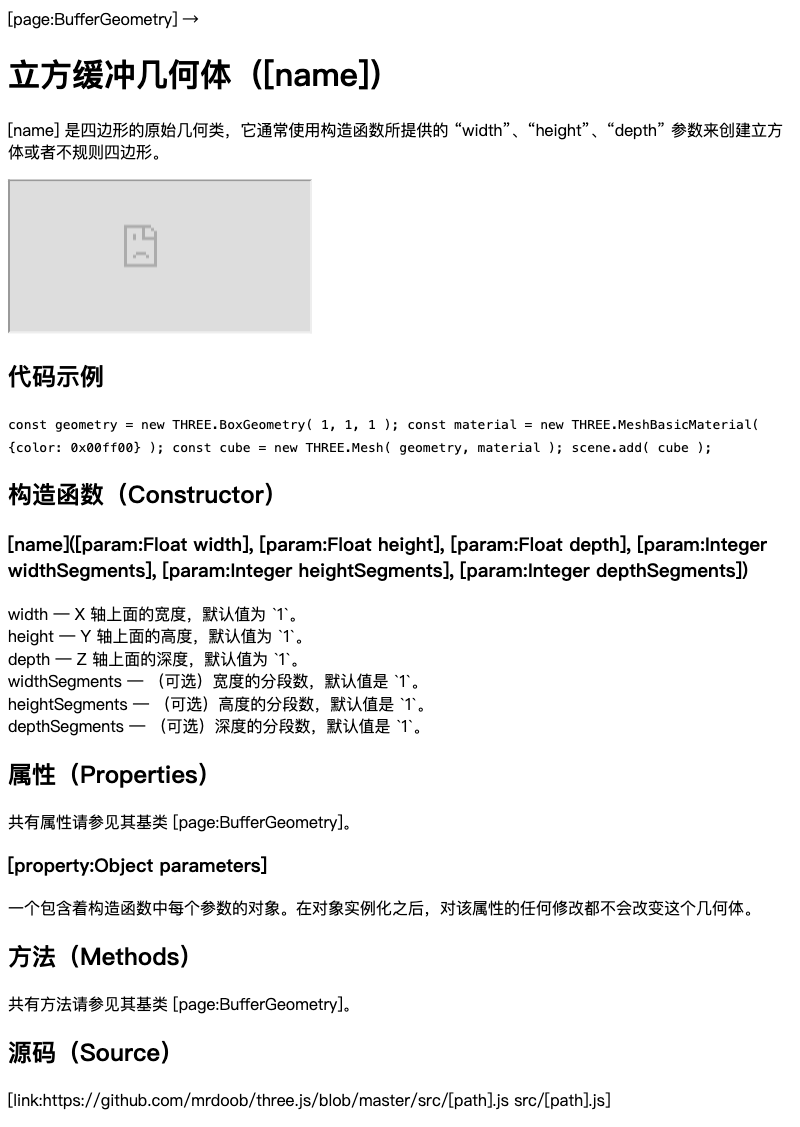 [page:BufferGeometry] →
立方缓冲几何体（[name]）
[name] 是四边形的原始几何类，它通常使用构造函数所提供的 “width”、“height”、“depth” 参数来创建立方
体或者不规则四边形。
代码示例
const geometry = new THREE.BoxGeometry( 1, 1, 1 ); const material = new THREE.MeshBasicMaterial(
{color: 0x00ff00} ); const cube = new THREE.Mesh( geometry, material ); scene.add( cube );
构造函数（Constructor）
[name]([param:Float width], [param:Float height], [param:Float depth], [param:Integer
widthSegments], [param:Integer heightSegments], [param:Integer depthSegments])
width — X 轴上面的宽度，默认值为 `1`。
height — Y 轴上面的高度，默认值为 `1`。
depth — Z 轴上面的深度，默认值为 `1`。
widthSegments — （可选）宽度的分段数，默认值是 `1`。
heightSegments — （可选）高度的分段数，默认值是 `1`。
depthSegments — （可选）深度的分段数，默认值是 `1`。
属性（Properties）
共有属性请参见其基类 [page:BufferGeometry]。
[property:Object parameters]
一个包含着构造函数中每个参数的对象。在对象实例化之后，对该属性的任何修改都不会改变这个几何体。
方法（Methods）
共有方法请参见其基类 [page:BufferGeometry]。
源码（Source）
[link:https://github.com/mrdoob/three.js/blob/master/src/[path].js src/[path].js]